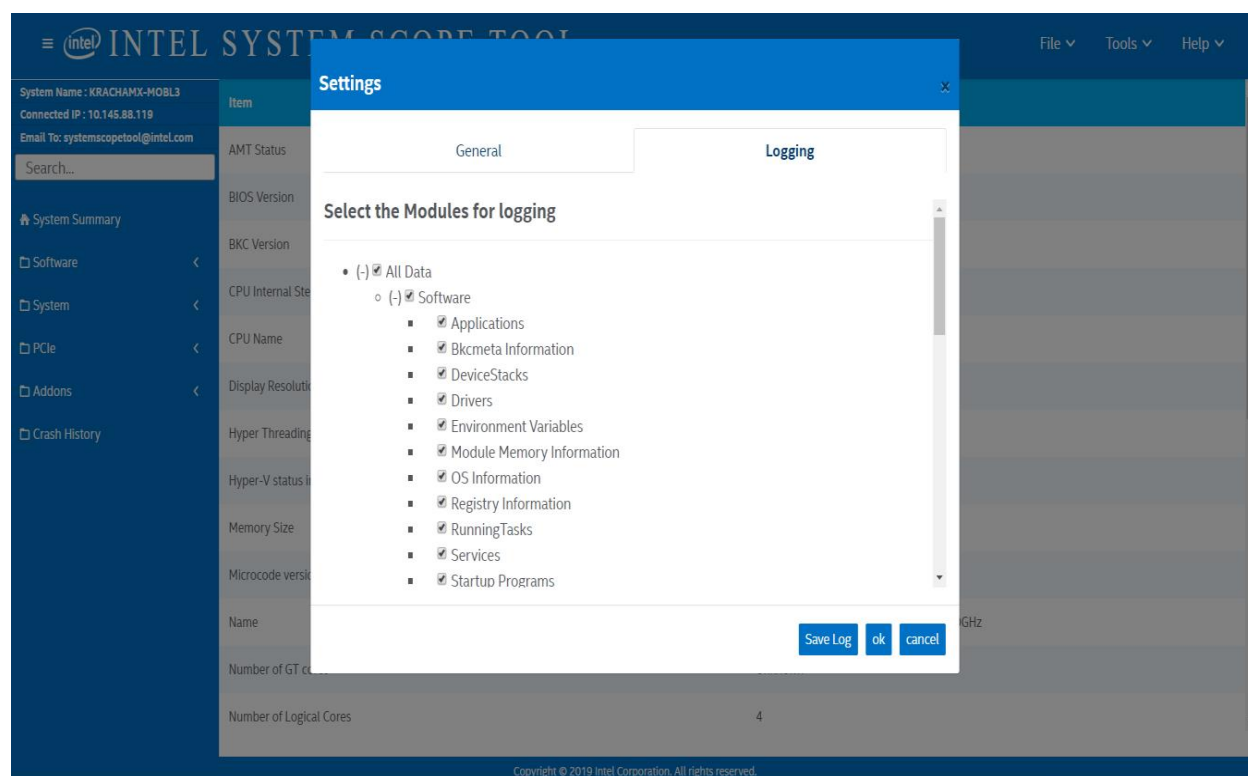 ≡ intel INTEL SYSTEM SCOPE TOOL
File Tools Help
System Name : KRACHAMX-MOBL3
Connected IP : 10.145.88.119
Email To: systemscopetool@intel.com
Search...
System Summary
Software
System
PCIe
Addons
Crash History
Item
AMT Status
BIOS Version
BKC Version
CPU Internal Ste
CPU Name
Display Resoluti
Hyper Threading
Hyper-V status i
Memory Size
Microcode versi
Name
GHz
Number of GT c
Number of Logical Cores 4
Settings x
General Logging
Select the Modules for logging
(-) All Data
(-) Software
Applications
Bkcmeta Information
DeviceStacks
Drivers
Environment Variables
Module Memory Information
OS Information
Registry Information
RunningTasks
Services
Startup Programs
Save Log ok cancel
Copyright © 2019 Intel Corporation. All rights reserved.